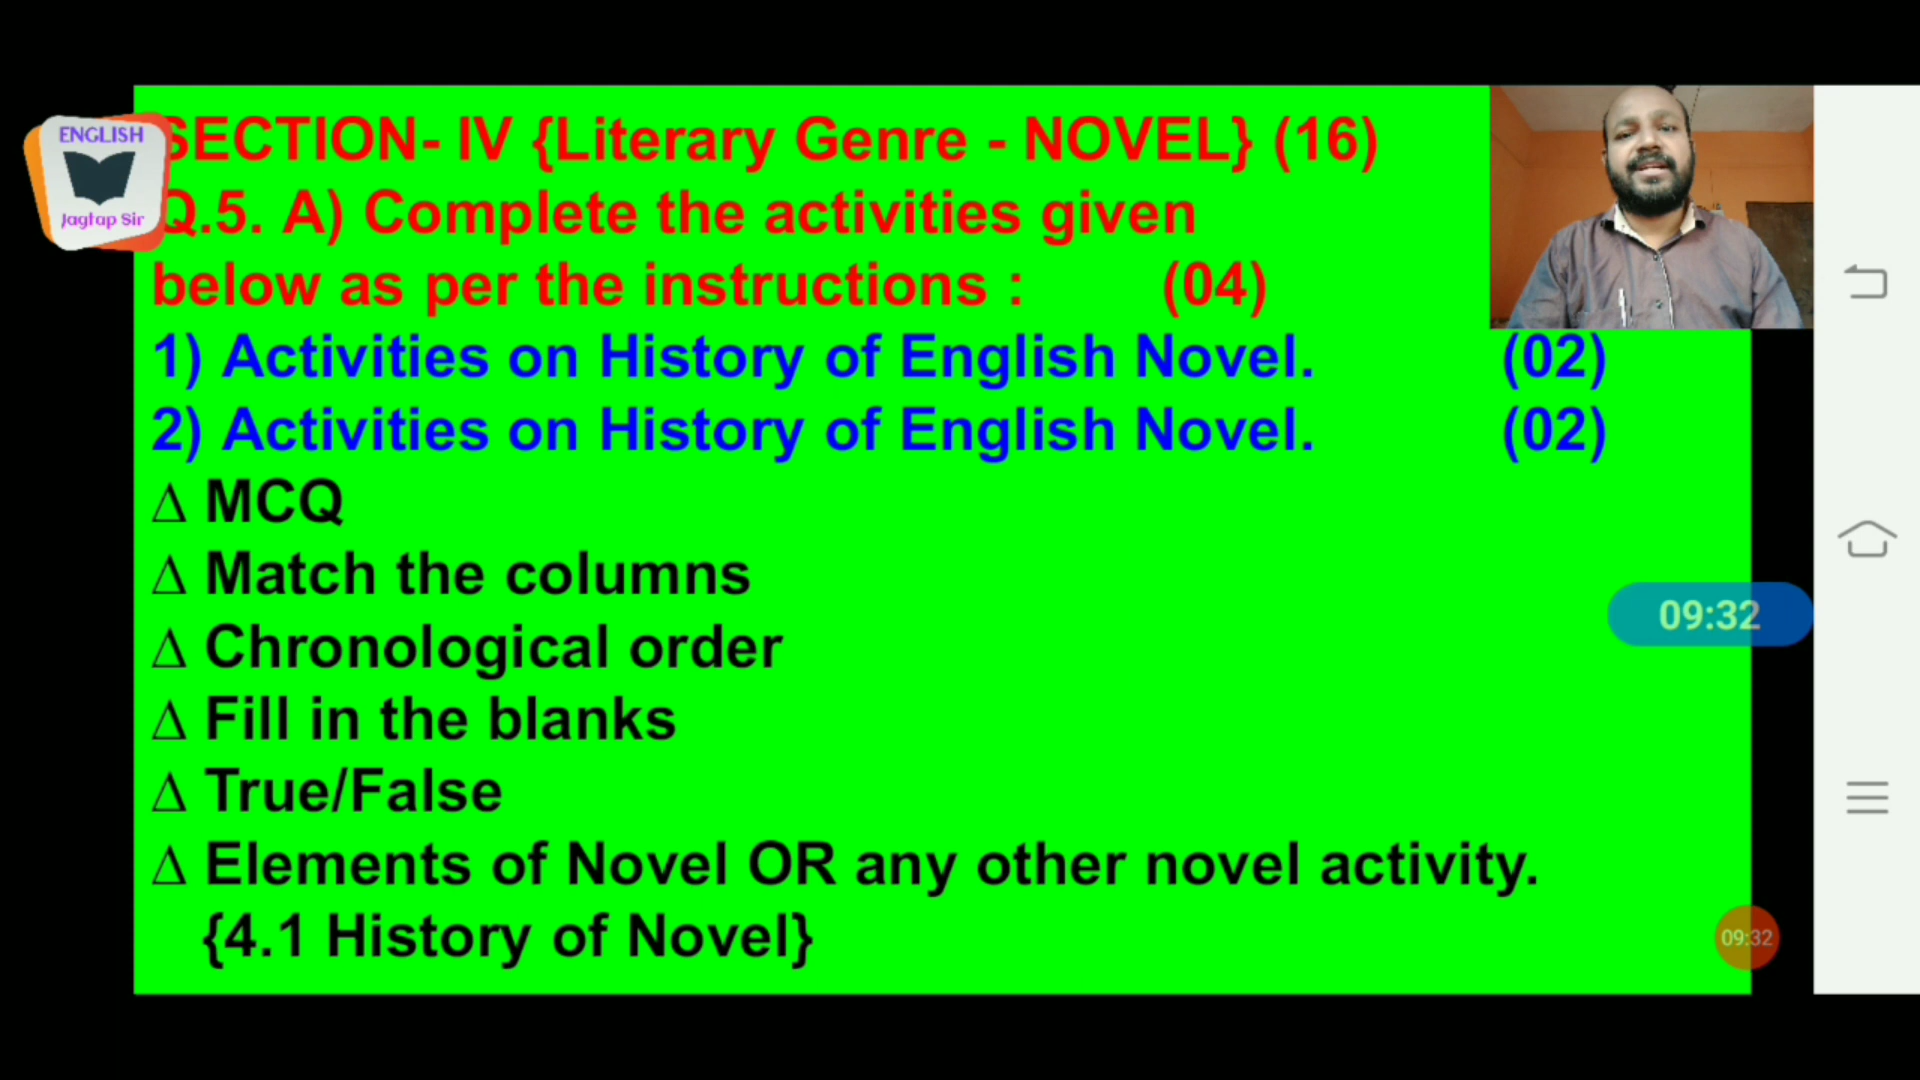 ENGLISH
Jagtap Sir
SECTION- IV {Literary Genre - NOVEL} (16)
Q.5. A) Complete the activities given
below as per the instructions : (04)
1) Activities on History of English Novel. (02)
2) Activities on History of English Novel. (02)
∆ MCQ
∆ Match the columns
∆ Chronological order
∆ Fill in the blanks
∆ True/False
∆ Elements of Novel OR any other novel activity.
{4.1 History of Novel}
09:32
09:32